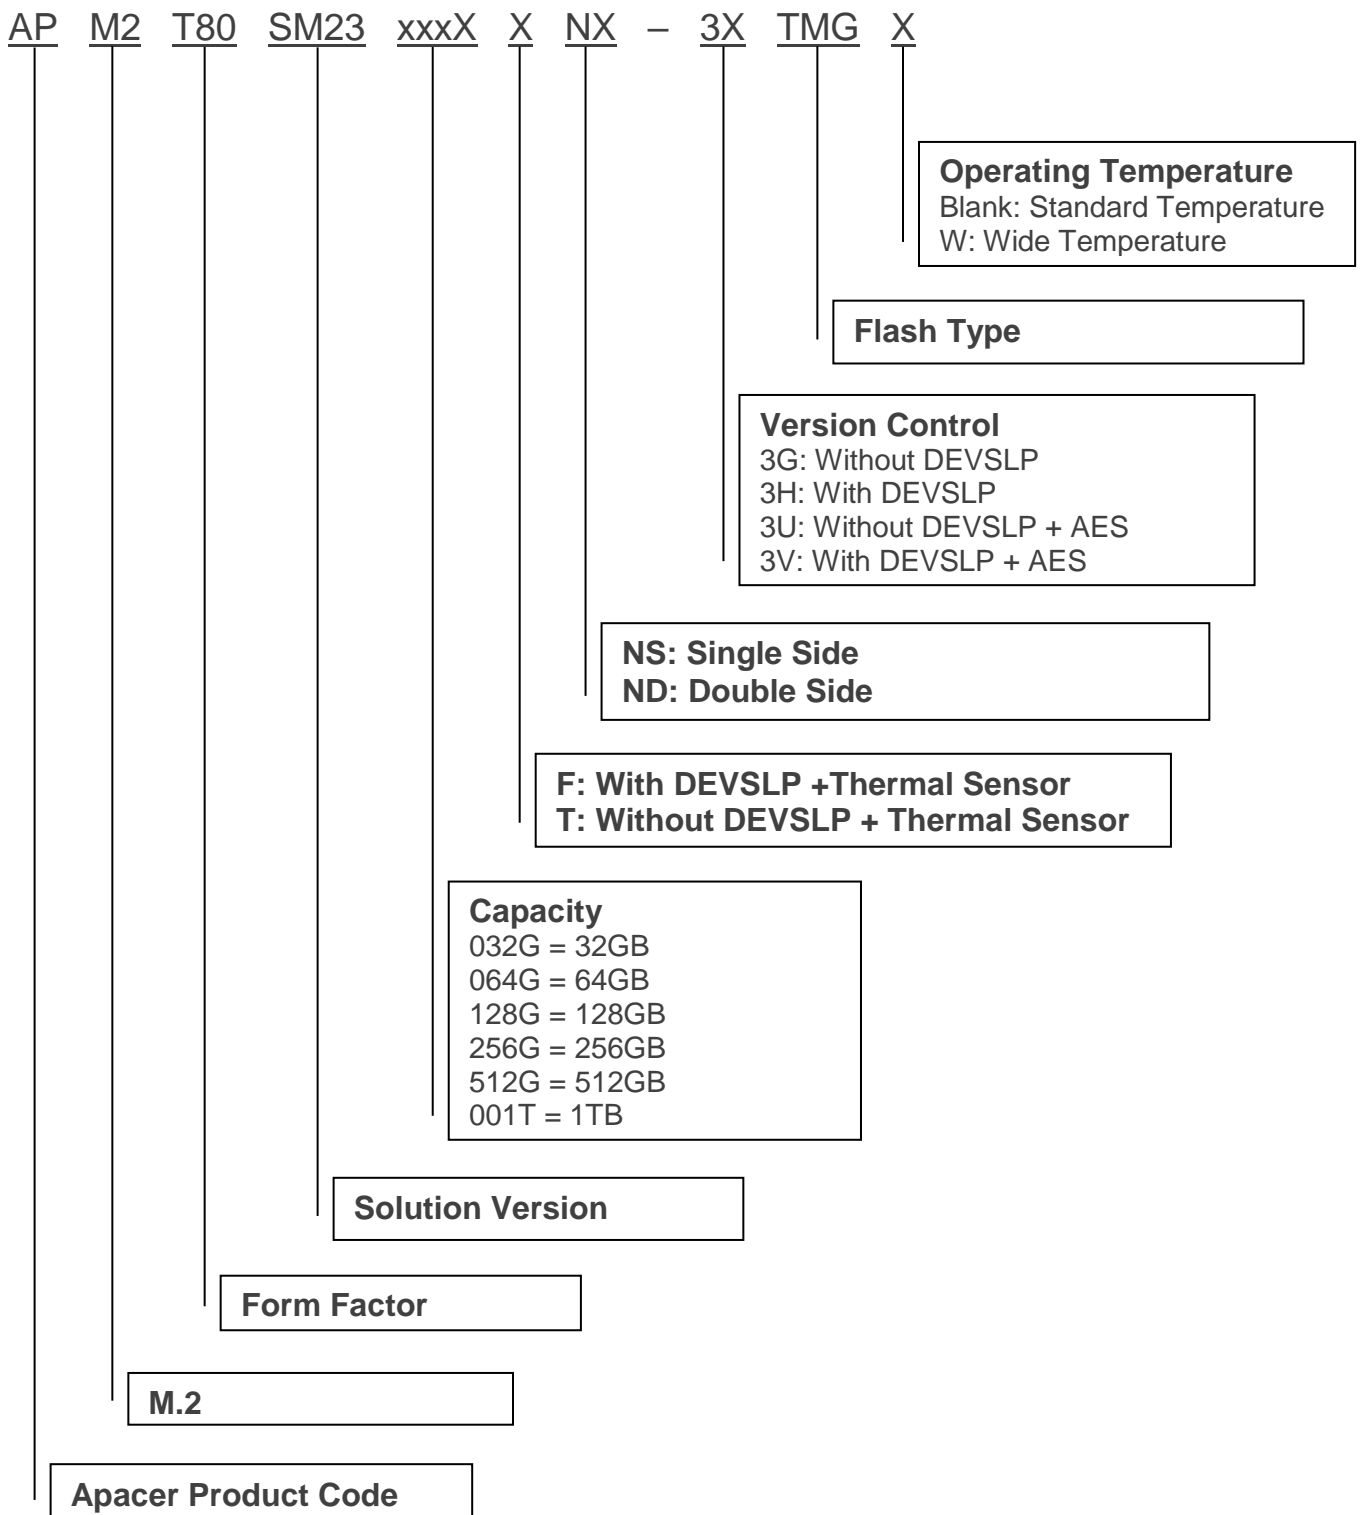 AP M2 T80 SM23 xxxX X NX – 3X TMG X
Operating Temperature
Blank: Standard Temperature
W: Wide Temperature
Flash Type
Version Control
3G: Without DEVSLP
3H: With DEVSLP
3U: Without DEVSLP + AES
3V: With DEVSLP + AES
NS: Single Side
ND: Double Side
F: With DEVSLP +Thermal Sensor
T: Without DEVSLP + Thermal Sensor
Capacity
032G = 32GB
064G = 64GB
128G = 128GB
256G = 256GB
512G = 512GB
001T = 1TB
Solution Version
Form Factor
M.2
Apacer Product Code